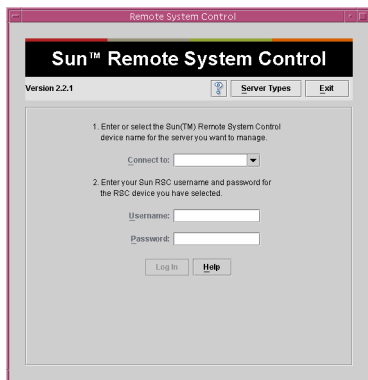 Remote System Control
Sun™ Remote System Control
Version 2.2.1
? Server Types Exit
1. Enter or select the Sun(TM) Remote System Control
device name for the server you want to manage.
Connect to:
2. Enter your Sun RSC username and password for
the RSC device you have selected.
Username:
Password:
Log In Help